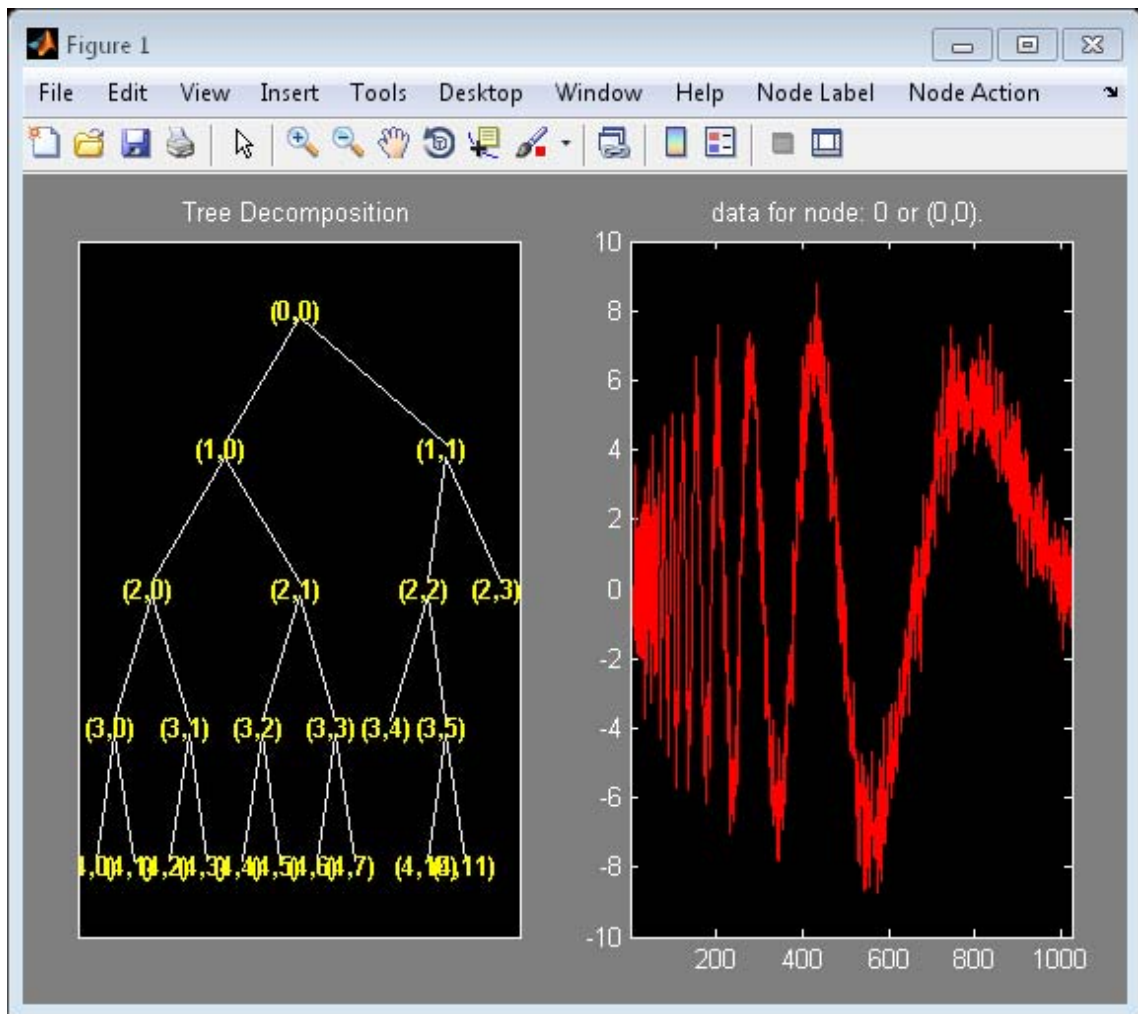 Figure 1
File Edit View Insert Tools Desktop Window Help Node Label Node Action
Tree Decomposition
(0,0)
(1,0) (1,1)
(2,0) (2,1) (2,2) (2,3)
(3,0) (3,1) (3,2) (3,3) (3,4) (3,5)
data for node: 0 or (0,0).
10
8
6
4
2
0
-2
-4
-6
-8
-10
200 400 600 800 1000